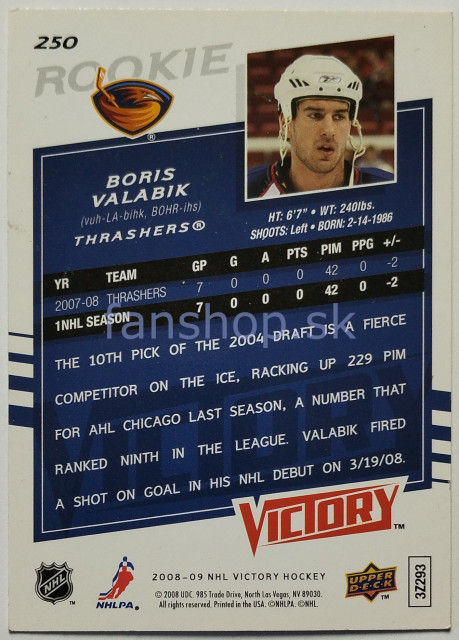 250
ROOKIE
®
BORIS
VALABIK
(vuh-LA-bihk, BOHR-ihs)
THRASHERS®
HT: 6'7" • WT: 240lbs.
SHOOTS: Left • BORN: 2-14-1986
YR TEAM GP G A PTS PIM PPG +/-
2007-08 THRASHERS 7 0 0 0 42 0 -2
1NHL SEASON 7 0 0 0 42 0 -2
fanshop.sk
THE 10TH PICK OF THE 2004 DRAFT IS A FIERCE
COMPETITOR ON THE ICE, RACKING UP 229 PIM
FOR AHL CHICAGO LAST SEASON, A NUMBER THAT
RANKED NINTH IN THE LEAGUE. VALABIK FIRED
A SHOT ON GOAL IN HIS NHL DEBUT ON 3/19/08.
VICTORY
VICTORY™
2008-09 NHL VICTORY HOCKEY
© 2008 UDC. 985 Trade Drive, North Las Vegas, NV 89030.
All rights reserved. Printed in the USA. ©NHLPA. ©NHL.
NHL
NHLPA.
UPPER
DECK
™
3Z293